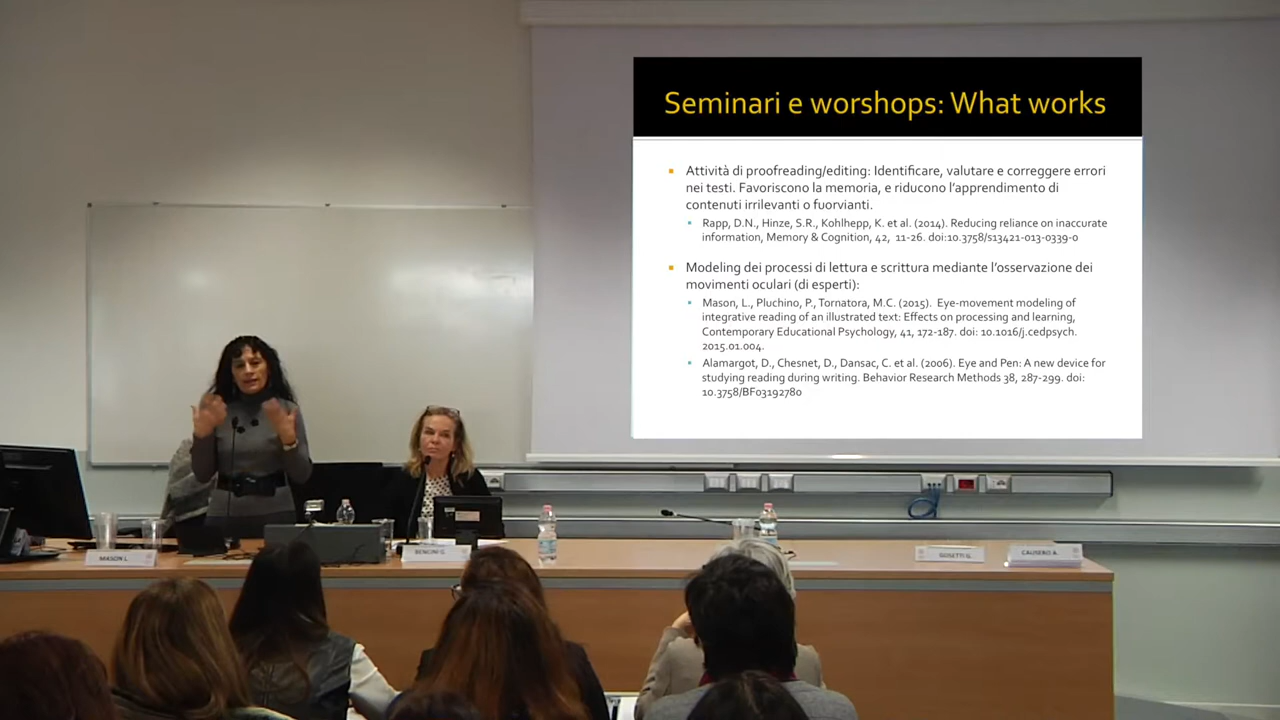 Seminari e worshops: What works
Attività di proofreading/editing: Identificare, valutare e correggere errori
nei testi. Favoriscono la memoria, e riducono l'apprendimento di
contenuti irrilevanti o fuorvianti.
Rapp, D.N., Hinze, S.R., Kohlhepp, K. et al. (2014). Reducing reliance on inaccurate
information, Memory & Cognition, 42, 11-26. doi:10.3758/s13421-013-0339-0
Modeling dei processi di lettura e scrittura mediante l'osservazione dei
movimenti oculari (di esperti):
Mason, L., Pluchino, P., Tornatora, M.C. (2015). Eye-movement modeling of
integrative reading of an illustrated text: Effects on processing and learning,
Contemporary Educational Psychology, 41, 172-187. doi: 10.1016/j.cedpsych.
2015.01.004.
Alamargot, D., Chesnet, D., Dansac, C. et al. (2006). Eye and Pen: A new device for
studying reading during writing. Behavior Research Methods 38, 287-299. doi:
10.3758/BF03192780
MASON L.
BENCINI G.
CAUSERO A.